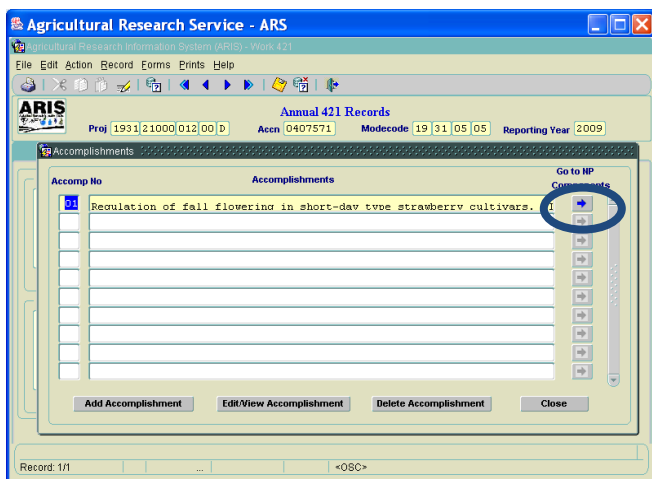 Agricultural Research Service - ARS
Agricultural Research Information System (ARIS) - Work 421
File Edit Action Record Forms Prints Help
ARIS
Annual 421 Records
Proj 1931 21000 012 00 D Accn 0407571 Modecode 19 31 05 05 Reporting Year 2009
Accomplishments
Go to NP
Accomp No Accomplishments Components
01 Regulation of fall flowering in short-day type strawberry cultivars.
Add Accomplishment Edit/View Accomplishment Delete Accomplishment Close
Record: 1/1 ... <OSC>